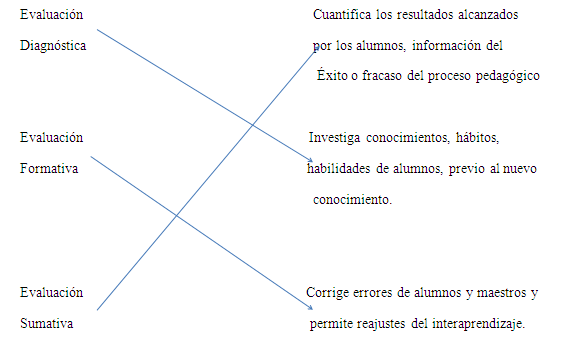 Evaluación
Diagnóstica
Cuantifica los resultados alcanzados
por los alumnos, información del
Éxito o fracaso del proceso pedagógico
Evaluación
Formativa
Investiga conocimientos, hábitos,
habilidades de alumnos, previo al nuevo
conocimiento.
Evaluación
Sumativa
Corrige errores de alumnos y maestros y
permite reajustes del interaprendizaje.